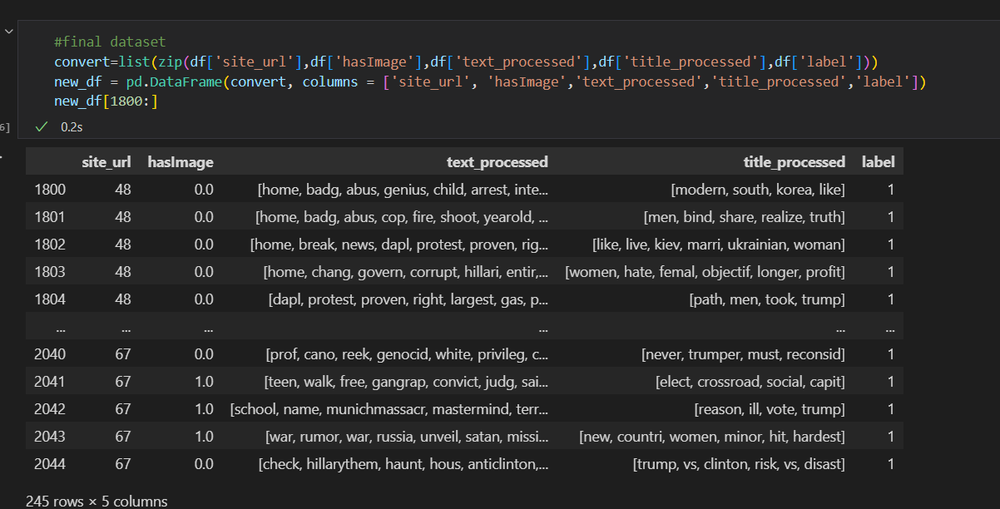 #final dataset
convert=list(zip(df['site_url'],df['hasImage'],df['text_processed'],df['title_processed'],df['label']))
new_df = pd.DataFrame(convert, columns = ['site_url', 'hasImage','text_processed','title_processed','label'])
new_df[1800:]
6] 0.2s
site_url hasImage text_processed title_processed label
1800 48 0.0 [home, badg, abus, genius, child, arrest, inte... [modern, south, korea, like] 1
1801 48 0.0 [home, badg, abus, cop, fire, shoot, yearold, ... [men, bind, share, realize, truth] 1
1802 48 0.0 [home, break, news, dapl, protest, proven, rig... [like, live, kiev, marri, ukrainian, woman] 1
1803 48 0.0 [home, chang, govern, corrupt, hillari, entir,... [women, hate, femal, objectif, longer, profit] 1
1804 48 0.0 [dapl, protest, proven, right, largest, gas, p... [path, men, took, trump] 1
... ... ... ... ... ...
2040 67 0.0 [prof, cano, reek, genocid, white, privileg, c... [never, trumper, must, reconsid] 1
2041 67 1.0 [teen, walk, free, gangrap, convict, judg, sai... [elect, crossroad, social, capit] 1
2042 67 1.0 [school, name, munichmassacr, mastermind, terr... [reason, ill, vote, trump] 1
2043 67 1.0 [war, rumor, war, russia, unveil, satan, missi... [new, countri, women, minor, hit, hardest] 1
2044 67 0.0 [check, hillarythem, haunt, hous, anticlinton,... [trump, vs, clinton, risk, vs, disast] 1
245 rows × 5 columns